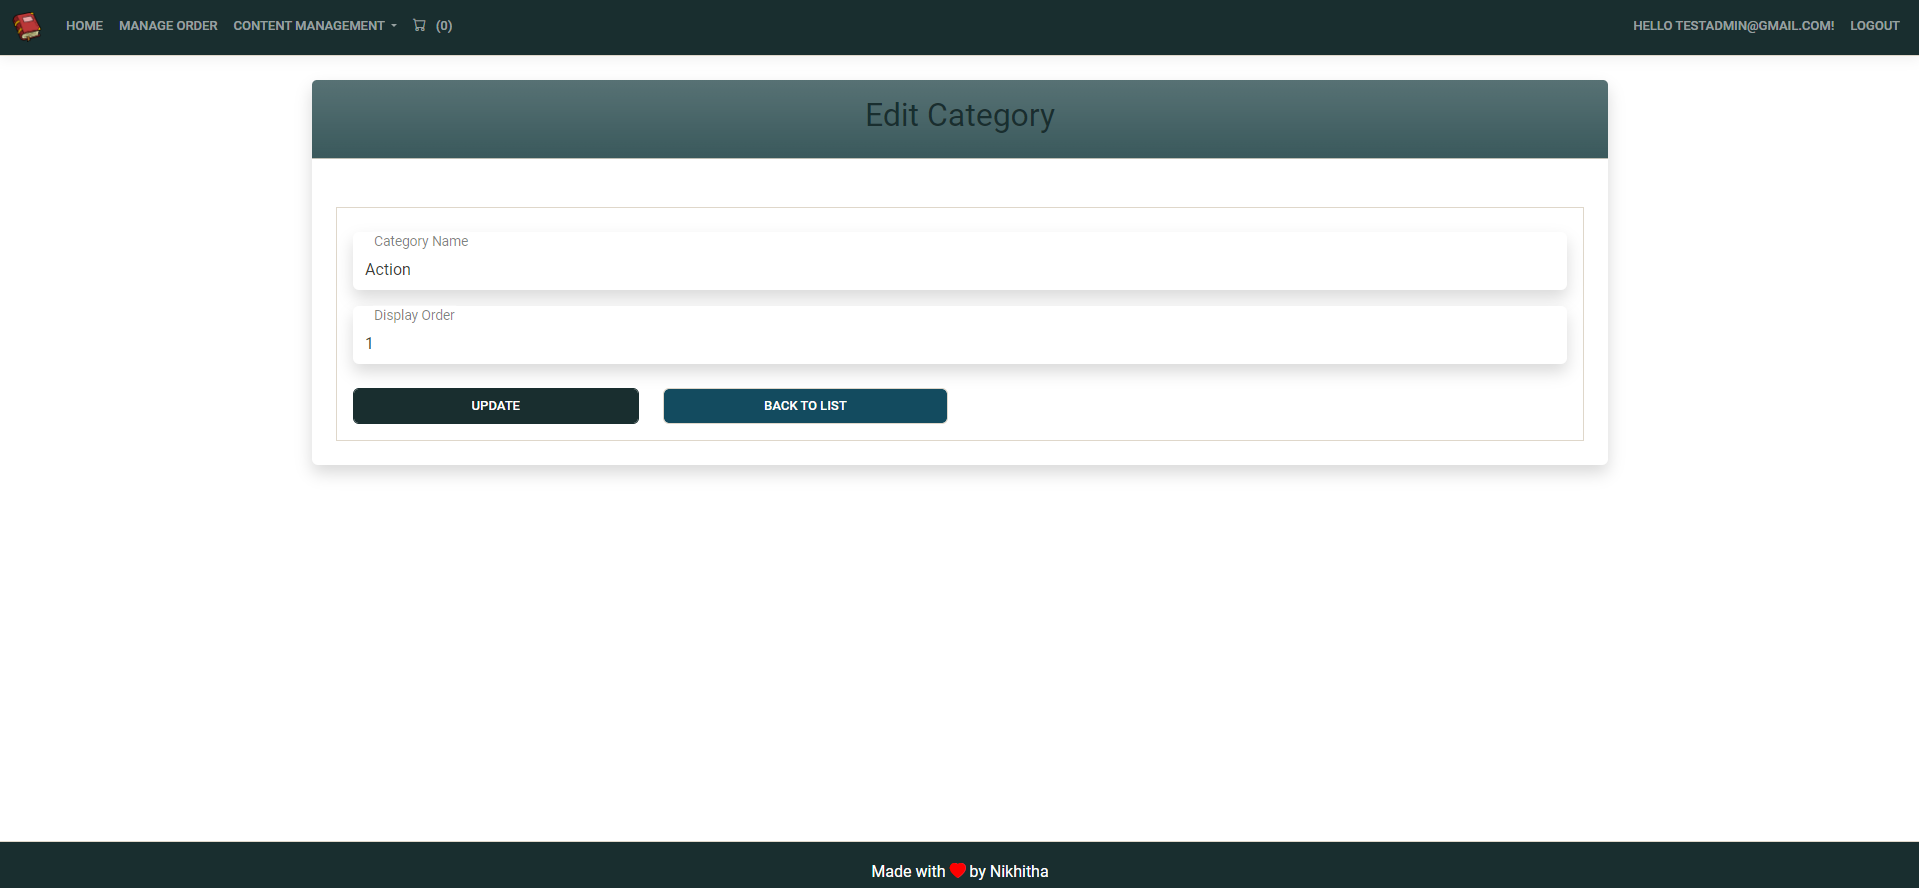 HOME MANAGE ORDER CONTENT MANAGEMENT (0) HELLO TESTADMIN@GMAIL.COM! LOGOUT
Edit Category
Category Name
Action
Display Order
1
UPDATE BACK TO LIST
Made with by Nikhitha